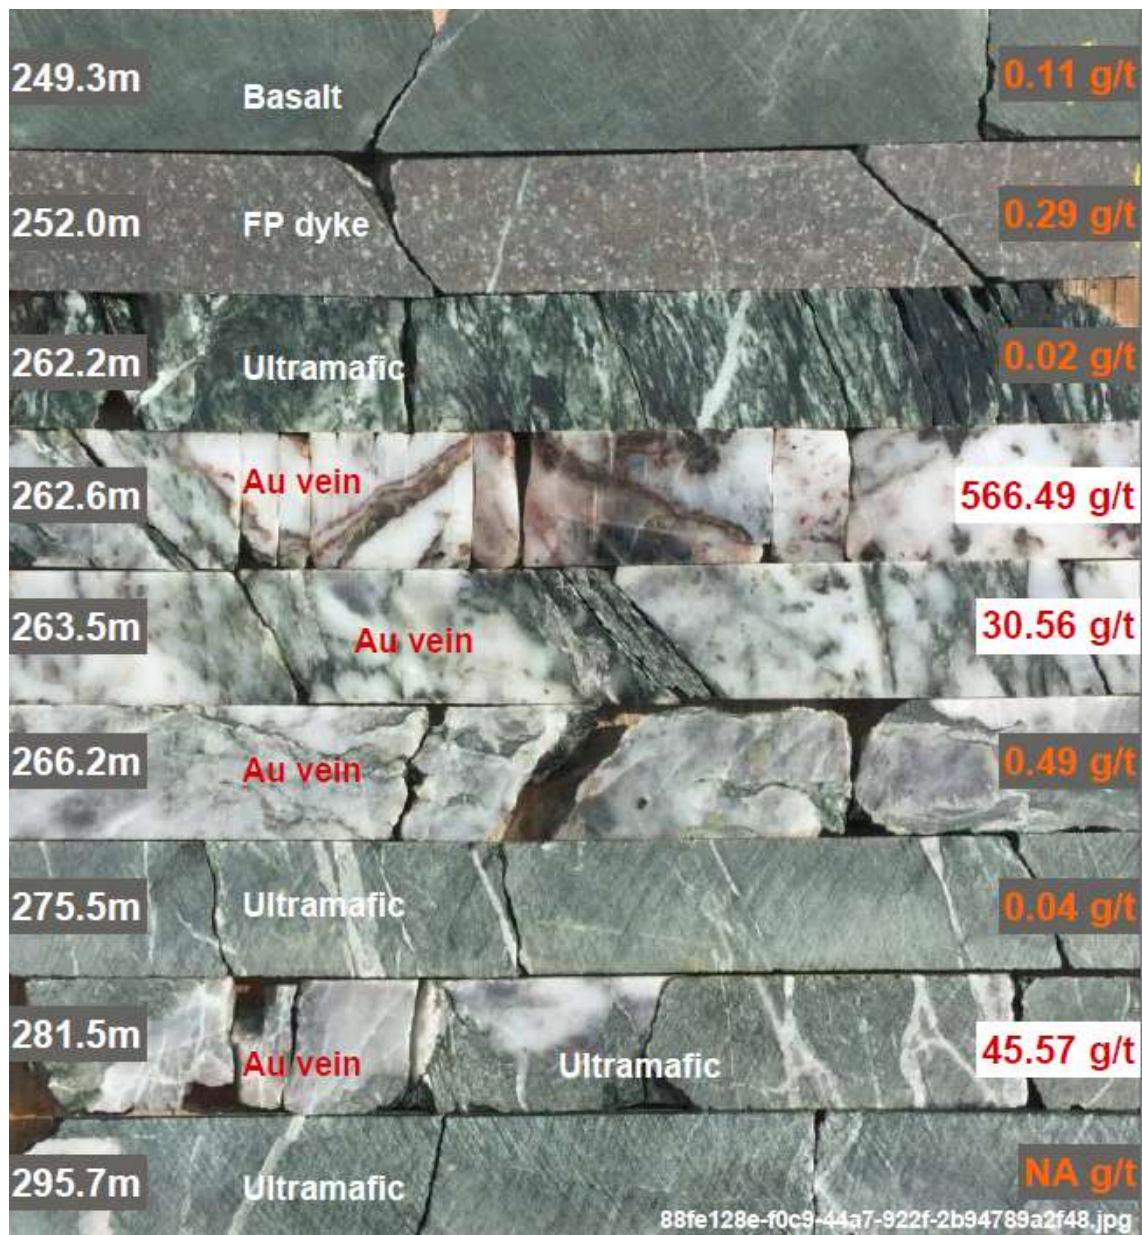 249.3m Basalt 0.11 g/t
252.0m FP dyke 0.29 g/t
262.2m Ultramafic 0.02 g/t
262.6m Au vein 566.49 g/t
263.5m Au vein 30.56 g/t
266.2m Au vein 0.49 g/t
275.5m Ultramafic 0.04 g/t
281.5m Au vein Ultramafic 45.57 g/t
295.7m Ultramafic NA g/t
88fe128e-f0c9-44a7-922f-2b94789a2f48.jpg